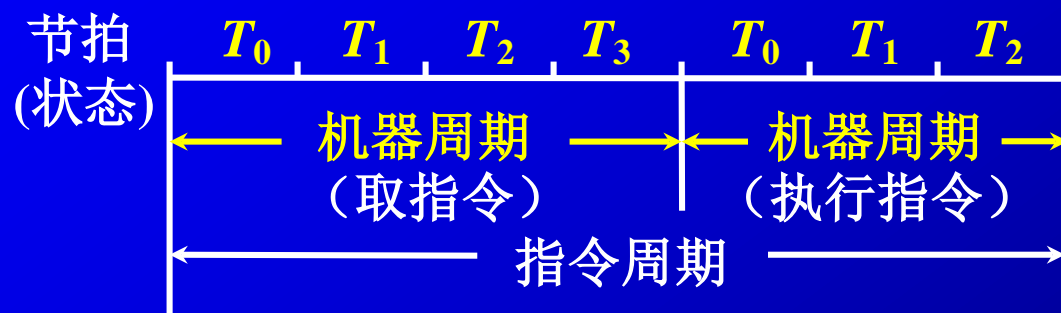 节拍 T₀ T₁ T₂ T₃ T₀ T₁ T₂
(状态)
机器周期 机器周期
（取指令） （执行指令）
指令周期